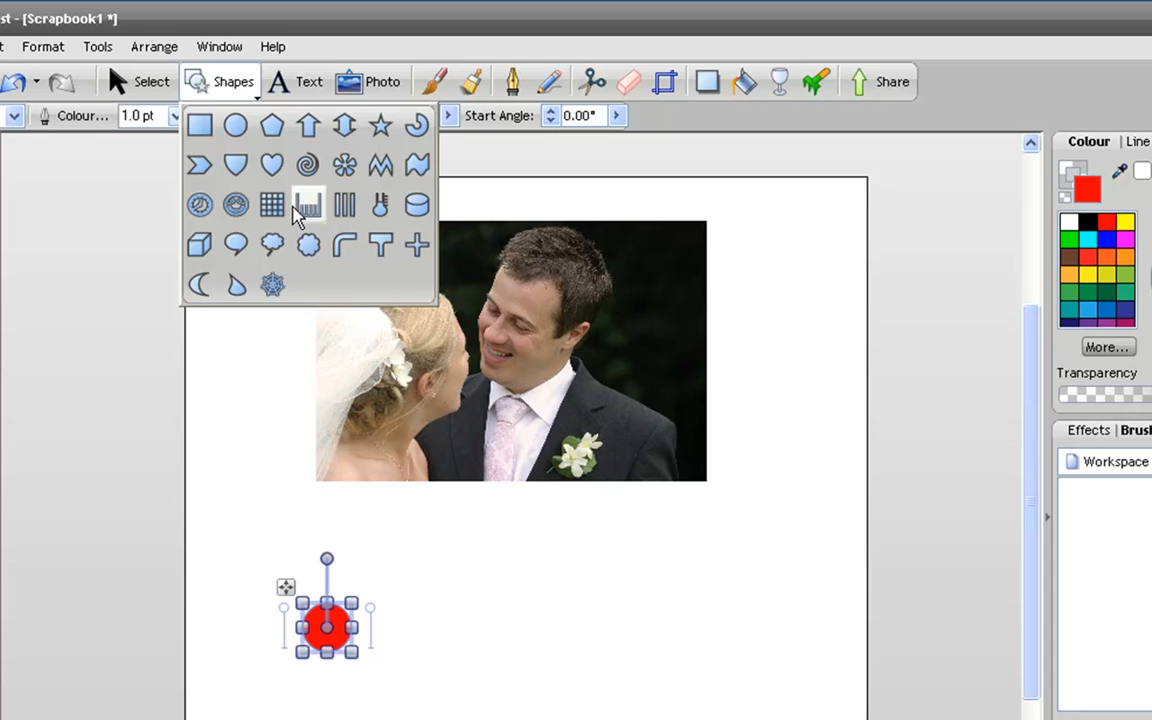 st - [Scrapbook1 *]
Format Tools Arrange Window Help
Select Shapes Text Photo Share
Colour... 1.0 pt Start Angle: 0.00°
Colour | Line
More...
Transparency
Effects | Brus
Workspace